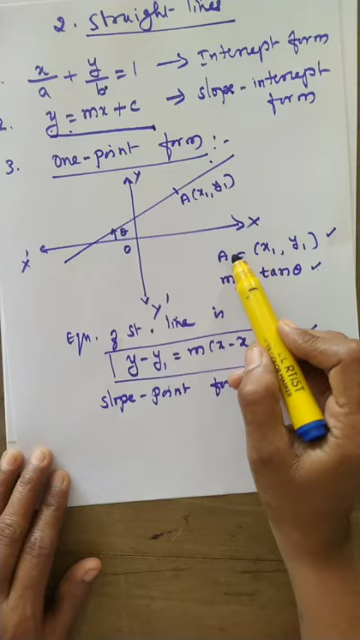 2. Straight-lines
x/a + y/b = 1 → Intercept form
2. y = mx + c → slope-intercept form
3. one-point form :-
Y
A(x₁, y₁)
θ
X' O X
A = (x₁, y₁) ✓
m tanθ ✓
Y'
Eqn. of st. line is
y - y₁ = m(x - x
slope-point